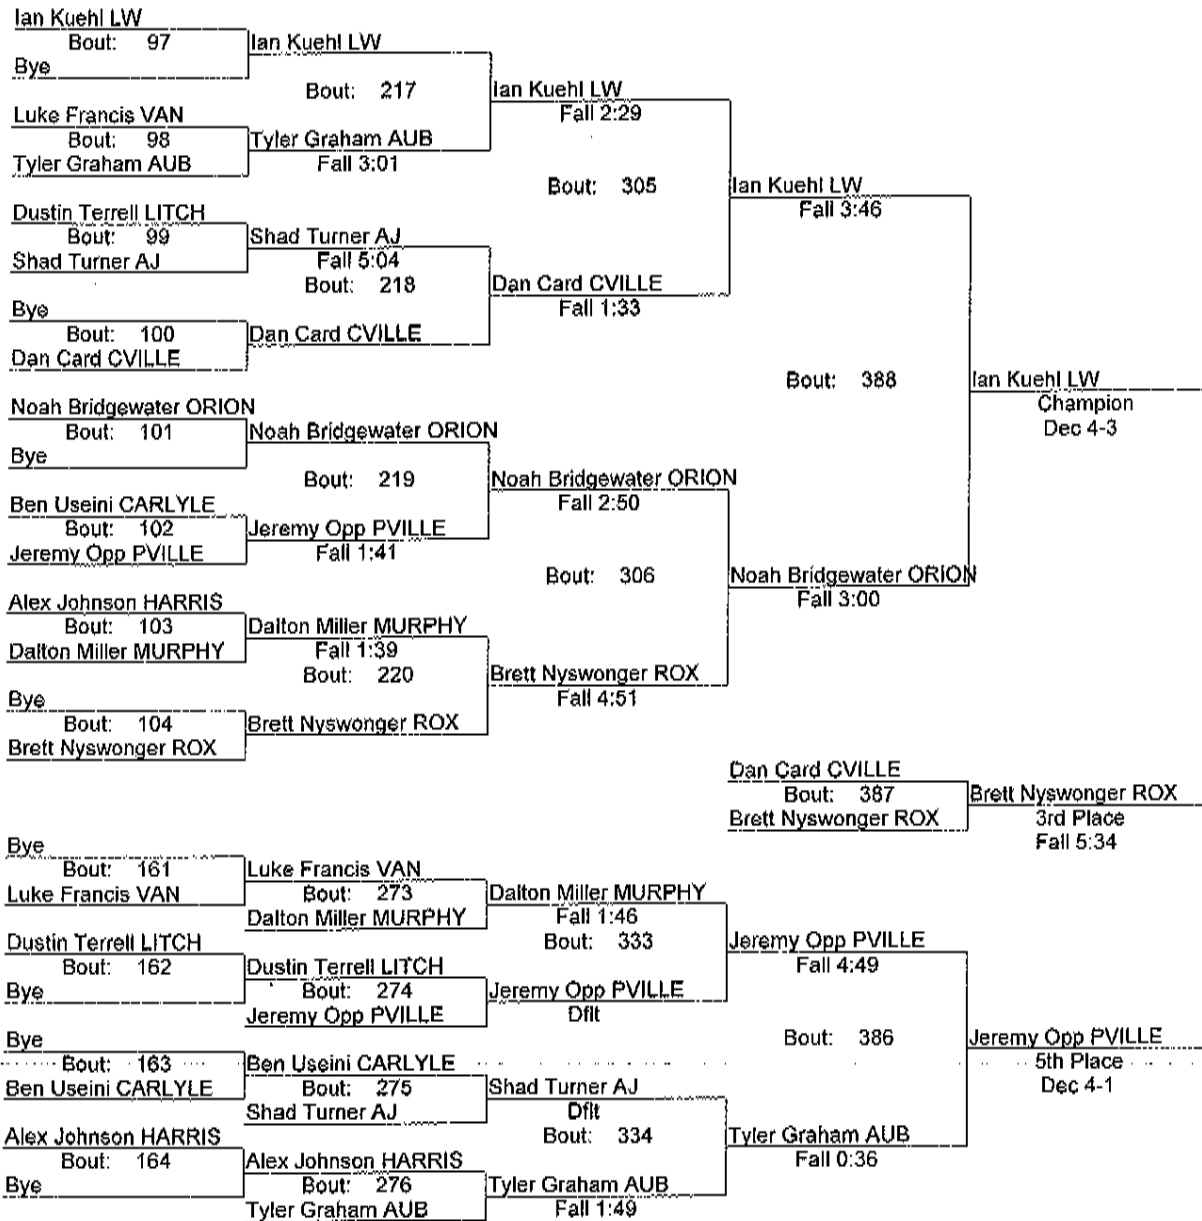 Ian Kuehl LW
Bout: 97
Bye
Ian Kuehl LW
Bout: 217
Luke Francis VAN
Bout: 98
Tyler Graham AUB
Tyler Graham AUB
Fall 3:01
Ian Kuehl LW
Fall 2:29
Bout: 305
Dustin Terrell LITCH
Bout: 99
Shad Turner AJ
Shad Turner AJ
Fall 5:04
Bout: 218
Bye
Bout: 100
Dan Card CVILLE
Dan Card CVILLE
Dan Card CVILLE
Fall 1:33
Ian Kuehl LW
Fall 3:46
Bout: 388
Noah Bridgewater ORION
Bout: 101
Bye
Noah Bridgewater ORION
Bout: 219
Ben Useini CARLYLE
Bout: 102
Jeremy Opp PVILLE
Jeremy Opp PVILLE
Fall 1:41
Noah Bridgewater ORION
Fall 2:50
Bout: 306
Alex Johnson HARRIS
Bout: 103
Dalton Miller MURPHY
Dalton Miller MURPHY
Fall 1:39
Bout: 220
Bye
Bout: 104
Brett Nyswonger ROX
Brett Nyswonger ROX
Brett Nyswonger ROX
Fall 4:51
Noah Bridgewater ORION
Fall 3:00
Ian Kuehl LW
Champion
Dec 4-3
Dan Card CVILLE
Bout: 387
Brett Nyswonger ROX
Brett Nyswonger ROX
3rd Place
Fall 5:34
Bye
Bout: 161
Luke Francis VAN
Luke Francis VAN
Bout: 273
Dalton Miller MURPHY
Dalton Miller MURPHY
Fall 1:46
Bout: 333
Dustin Terrell LITCH
Bout: 162
Bye
Dustin Terrell LITCH
Bout: 274
Jeremy Opp PVILLE
Jeremy Opp PVILLE
Dflt
Jeremy Opp PVILLE
Fall 4:49
Bout: 386
Bye
Bout: 163
Ben Useini CARLYLE
Ben Useini CARLYLE
Bout: 275
Shad Turner AJ
Shad Turner AJ
Dflt
Bout: 334
Alex Johnson HARRIS
Bout: 164
Bye
Alex Johnson HARRIS
Bout: 276
Tyler Graham AUB
Tyler Graham AUB
Fall 1:49
Tyler Graham AUB
Fall 0:36
Jeremy Opp PVILLE
5th Place
Dec 4-1